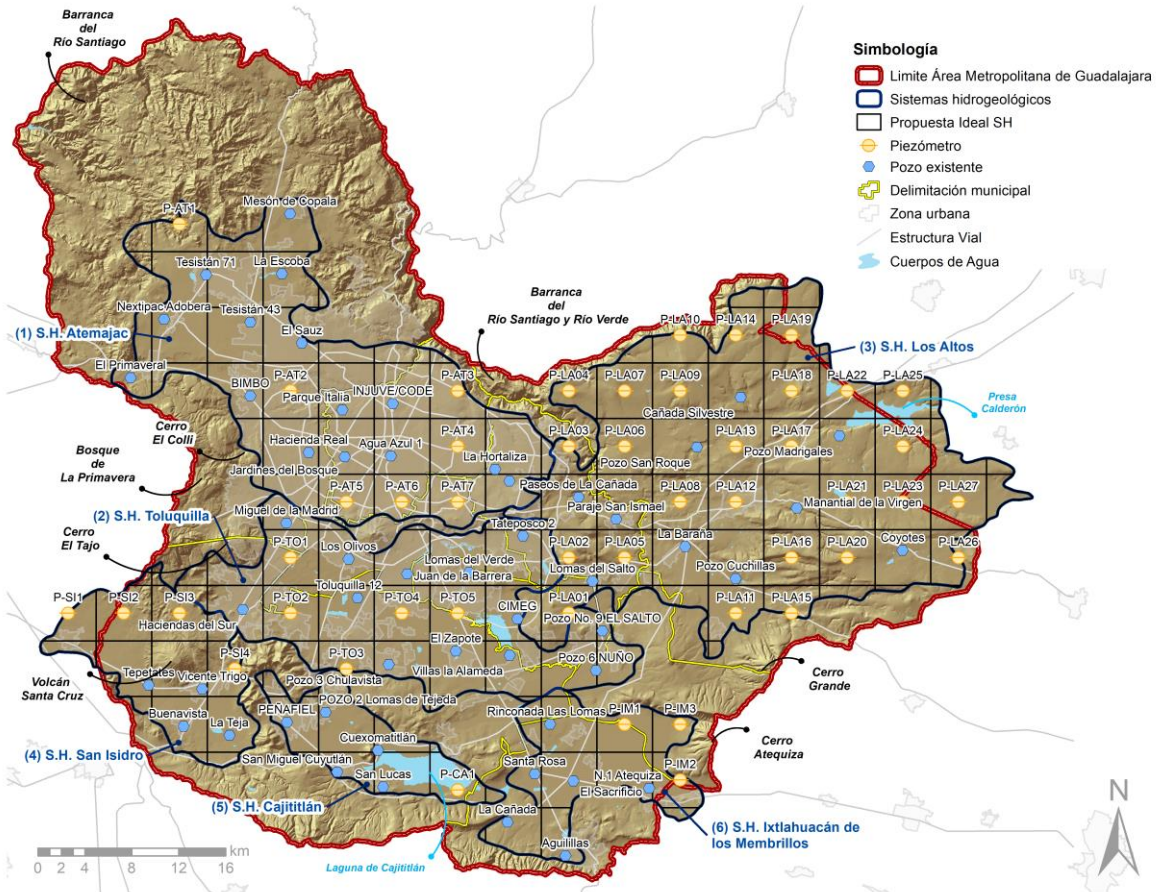 Barranca
del
Río Santiago
Simbología
Limite Área Metropolitana de Guadalajara
Sistemas hidrogeológicos
Propuesta Ideal SH
Piezómetro
Pozo existente
Delimitación municipal
Zona urbana
Estructura Vial
Cuerpos de Agua
P-AT1
Mesón de Copala
Tesistán 71
La Escoba
Nextipac Adobera
Tesistán 43
(1) S.H. Atemajac
El Sauz
Barranca
del
Río Santiago y Río Verde
P-LA10
P-LA14
P-LA19
(3) S.H. Los Altos
El Primaveral
BIMBO
P-AT2
Parque Italia
INJUVE/CODE
P-AT3
P-LA04
P-LA07
P-LA09
P-LA18
P-LA22
P-LA25
Cañada Silvestre
Presa
Calderón
Cerro
El Colli
Hacienda Real
Agua Azul 1
P-AT4
P-LA03
P-LA06
P-LA13
P-LA17
P-LA24
Pozo San Roque
Pozo Madrigales
Bosque
de
La Primavera
Jardines del Bosque
La Hortaliza
Paseos de La Cañada
P-AT5
P-AT6
P-AT7
P-LA08
P-LA12
P-LA21
P-LA23
P-LA27
Manantial de la Virgen
Paraje San Ismael
(2) S.H. Toluquilla
Miguel de la Madrid
Tateposco 2
Cerro
El Tajo
P-TO1
Los Olivos
Lomas del Verde
Juan de la Barrera
P-LA02
P-LA05
La Baraña
P-LA16
P-LA20
Coyotes
P-LA26
Lomas del Salto
Pozo Cuchillas
Toluquilla 12
P-SI1
P-SI2
P-SI3
P-TO2
P-TO4
P-TO5
CIMEG
P-LA01
P-LA11
P-LA15
Haciendas del Sur
Pozo No. 9 EL SALTO
El Zapote
P-SI4
P-TO3
Villas la Alameda
Pozo 6 NUÑO
Volcán
Santa Cruz
Tepetates
Vicente Trigo
Pozo 3 Chulavista
Cerro
Grande
Buenavista
La Teja
PEÑAFIEL
POZO 2 Lomas de Tejeda
Rinconada Las Lomas
P-IM1
P-IM3
Cerro
Atequiza
(4) S.H. San Isidro
Cuexomatitlán
San Miguel Cuyutlán
San Lucas
P-CA1
Santa Rosa
N.1 Atequiza
P-IM2
El Sacrificio
(5) S.H. Cajititlán
La Cañada
Aguilillas
(6) S.H. Ixtlahuacán de
los Membrillos
Laguna de Cajititlán
0 2 4 8 12 16 km
N